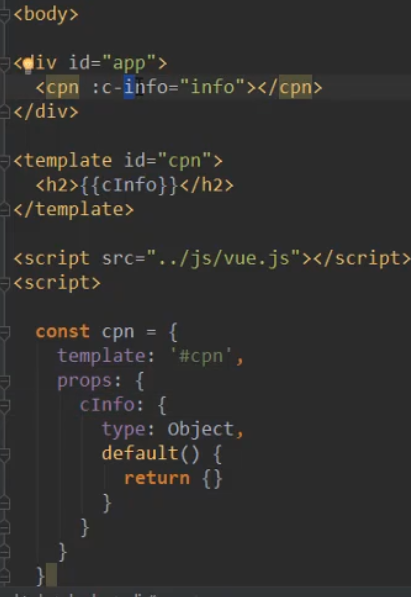 <body>
<div id="app">
<cpn :c-info="info"></cpn>
</div>
<template id="cpn">
<h2>{{cInfo}}</h2>
</template>
<script src="../js/vue.js"></script>
<script>
const cpn = {
template: '#cpn',
props: {
cInfo: {
type: Object,
default() {
return {}
}
}
}
}